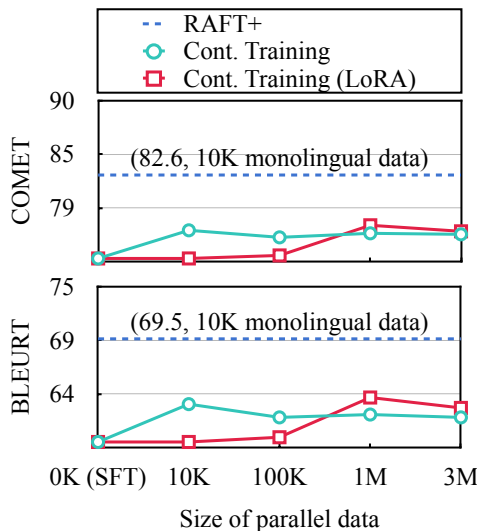 RAFT+
Cont. Training
Cont. Training (LoRA)
COMET
90
85
79
(82.6, 10K monolingual data)
BLEURT
75
69
64
(69.5, 10K monolingual data)
0K (SFT) 10K 100K 1M 3M
Size of parallel data